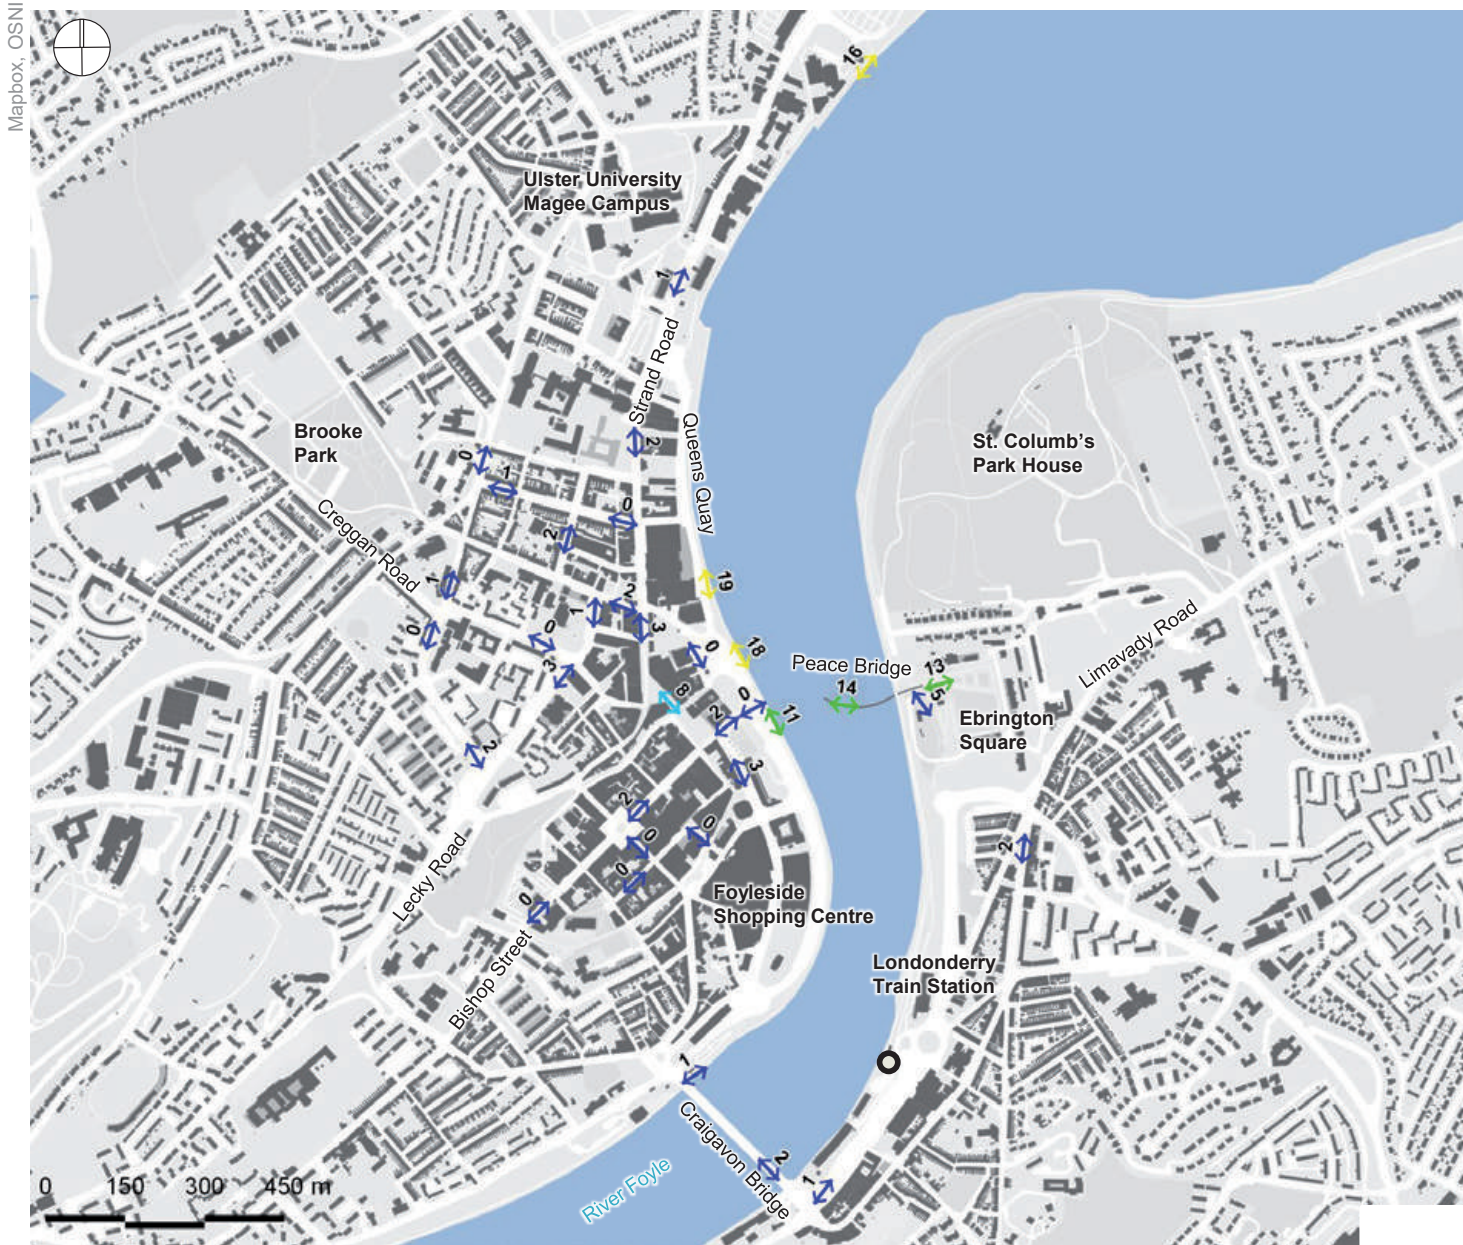 Mapbox, OSNI
16
Ulster University
Magee Campus
1
Strand Road
2
Queens Quay
Brooke
Park
St. Columb's
Park House
0
1
0
2
Creggan Road
1
19
2
1
3
0
0
3
0
18
Limavady Road
Peace Bridge
13
14
5
8
0
2
11
Ebrington
Square
2
3
2
0
0
0
2
Lecky Road
Foyleside
Shopping Centre
0
Bishop Street
Londonderry
Train Station
1
Craigavon Bridge
2
1
River Foyle
0 150 300 450 m